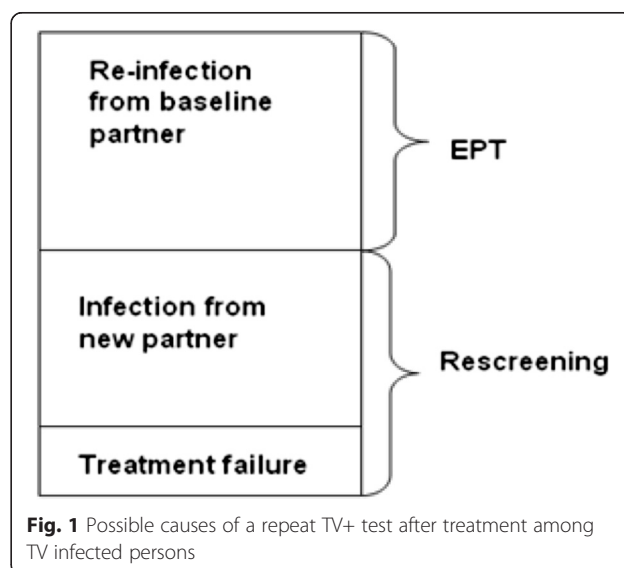 Re-infection
from baseline
partner
EPT
Infection from
new partner
Rescreening
Treatment failure
Fig. 1 Possible causes of a repeat TV+ test after treatment among
TV infected persons